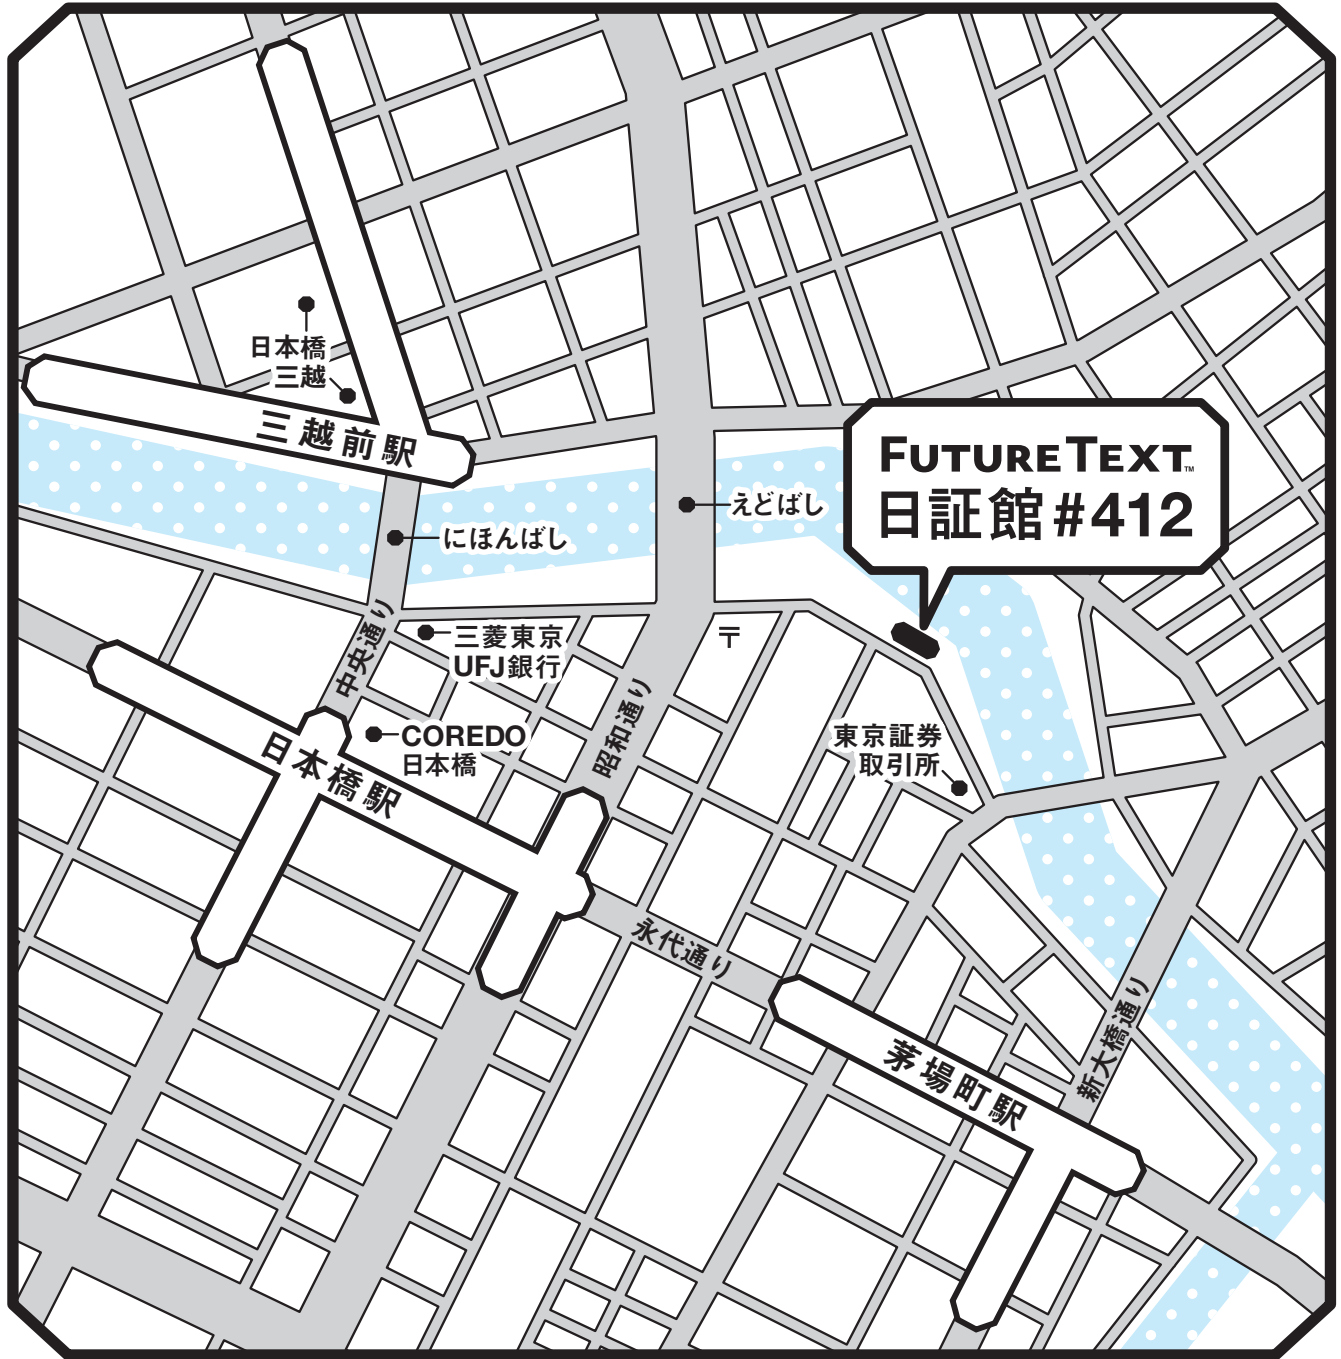 日本橋
三越
三越前駅
FUTURETEXT™
日証館#412
えどばし
にほんばし
三菱東京
UFJ銀行
〒
中央通り
昭和通り
COREDO
日本橋
東京証券
取引所
日本橋駅
永代通り
新大橋通り
茅場町駅